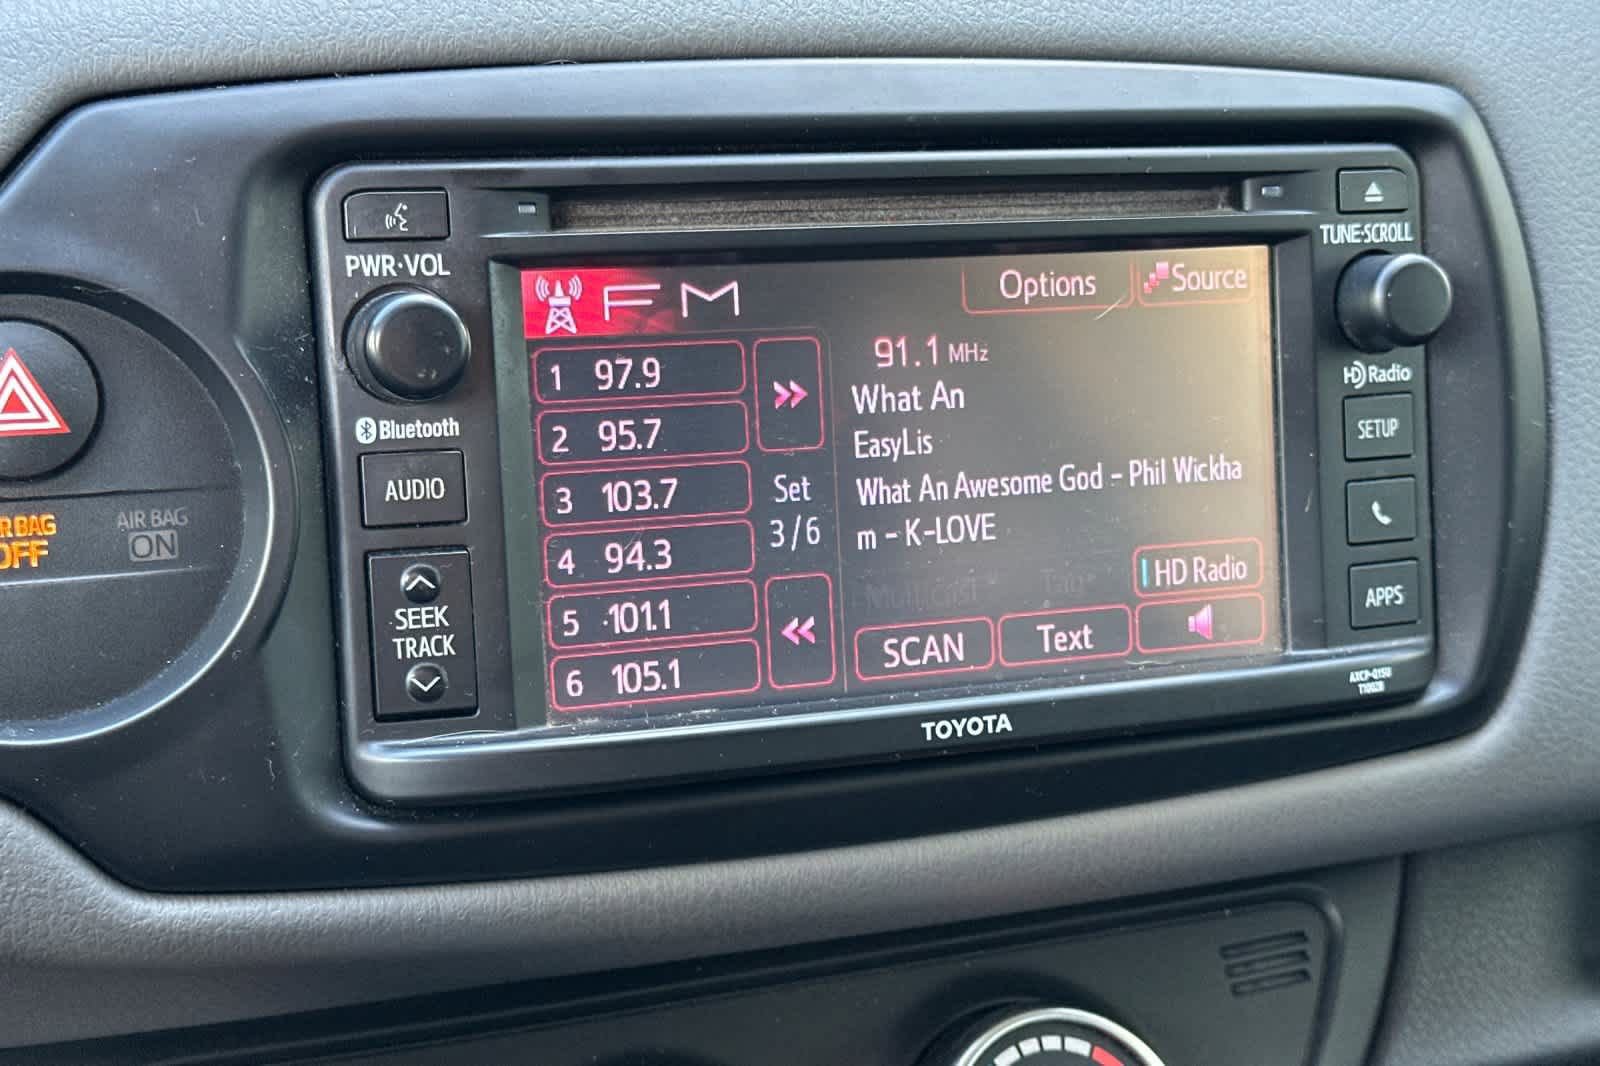 PWR·VOL
Bluetooth
AUDIO
SEEK
TRACK
AIR BAG
ON
OFF
FM
Options
Source
1 97.9
2 95.7
3 103.7
4 94.3
5 101.1
6 105.1
Set
3/6
91.1 MHz
What An
EasyLis
What An Awesome God - Phil Wickha
m - K-LOVE
Multicast
Tag
HD Radio
SCAN
Text
TUNE·SCROLL
HD Radio
SETUP
APPS
TOYOTA